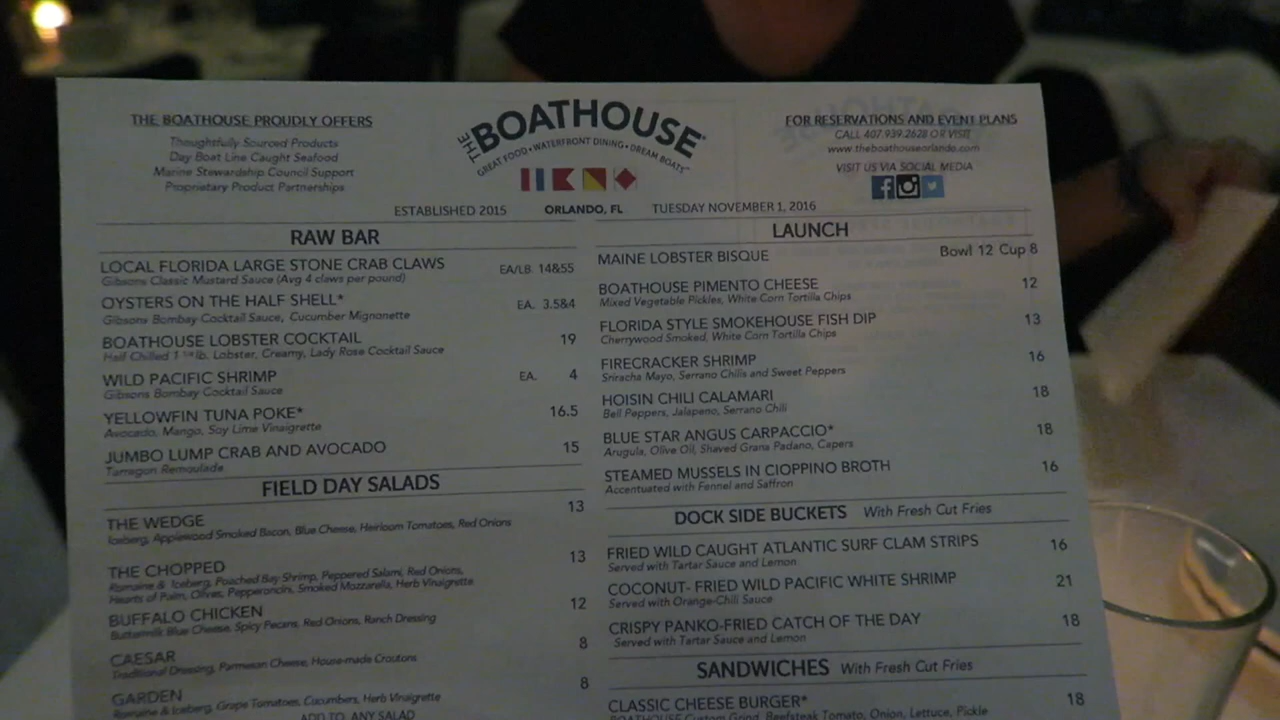 THE BOATHOUSE PROUDLY OFFERS
Thoughtfully Sourced Products
Day Boat Line Caught Seafood
Marine Stewardship Council Support
Proprietary Product Partnerships
THE BOATHOUSE
GREAT FOOD • WATERFRONT DINING • DREAM BOATS
FOR RESERVATIONS AND EVENT PLANS
CALL 407.939.2628 OR VISIT
www.theboathouseorlando.com
VISIT US VIA SOCIAL MEDIA
ESTABLISHED 2015 ORLANDO, FL TUESDAY NOVEMBER 1, 2016
RAW BAR
LOCAL FLORIDA LARGE STONE CRAB CLAWS EA/LB. 14&55
Gibsons Classic Mustard Sauce (Avg 4 claws per pound)
OYSTERS ON THE HALF SHELL* EA. 3.5&4
Gibsons Bombay Cocktail Sauce, Cucumber Mignonette
BOATHOUSE LOBSTER COCKTAIL 19
Half Chilled 1 lb. Lobster, Creamy, Lady Rose Cocktail Sauce
WILD PACIFIC SHRIMP EA. 4
Gibsons Bombay Cocktail Sauce
YELLOWFIN TUNA POKE* 16.5
Avocado, Mango, Soy Lime Vinaigrette
JUMBO LUMP CRAB AND AVOCADO 15
Tarragon Remoulade
FIELD DAY SALADS
THE WEDGE 13
Iceberg, Applewood Smoked Bacon, Blue Cheese, Heirloom Tomatoes, Red Onions
THE CHOPPED 13
Romaine & Iceberg, Poached Bay Shrimp, Peppered Salami, Red Onions,
Hearts of Palm, Olives, Pepperoncini, Smoked Mozzarella, Herb Vinaigrette
BUFFALO CHICKEN 12
Buttermilk Blue Cheese, Spicy Pecans, Red Onions, Ranch Dressing
CAESAR 8
Traditional Dressing, Parmesan Cheese, House-made Croutons
GARDEN 8
Romaine & Iceberg, Grape Tomatoes, Cucumbers, Herb Vinaigrette
ADD TO ANY SALAD
LAUNCH
MAINE LOBSTER BISQUE Bowl 12 Cup 8
BOATHOUSE PIMENTO CHEESE 12
Mixed Vegetable Pickles, White Corn Tortilla Chips
FLORIDA STYLE SMOKEHOUSE FISH DIP 13
Cherrywood Smoked, White Corn Tortilla Chips
FIRECRACKER SHRIMP 16
Sriracha Mayo, Serrano Chilis and Sweet Peppers
HOISIN CHILI CALAMARI 18
Bell Peppers, Jalapeno, Serrano Chili
BLUE STAR ANGUS CARPACCIO* 18
Arugula, Olive Oil, Shaved Grana Padano, Capers
STEAMED MUSSELS IN CIOPPINO BROTH 16
Accentuated with Fennel and Saffron
DOCK SIDE BUCKETS With Fresh Cut Fries
FRIED WILD CAUGHT ATLANTIC SURF CLAM STRIPS 16
Served with Tartar Sauce and Lemon
COCONUT- FRIED WILD PACIFIC WHITE SHRIMP 21
Served with Orange-Chili Sauce
CRISPY PANKO-FRIED CATCH OF THE DAY 18
Served with Tartar Sauce and Lemon
SANDWICHES With Fresh Cut Fries
CLASSIC CHEESE BURGER* 18
BOATHOUSE Custom Grind, Beefsteak Tomato, Onion, Lettuce, Pickle